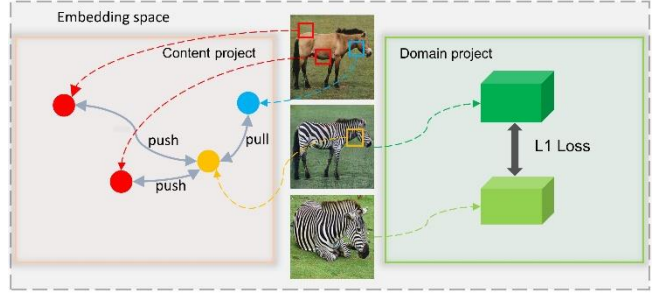 Embedding space
Content project
Domain project
push
pull
push
L1 Loss